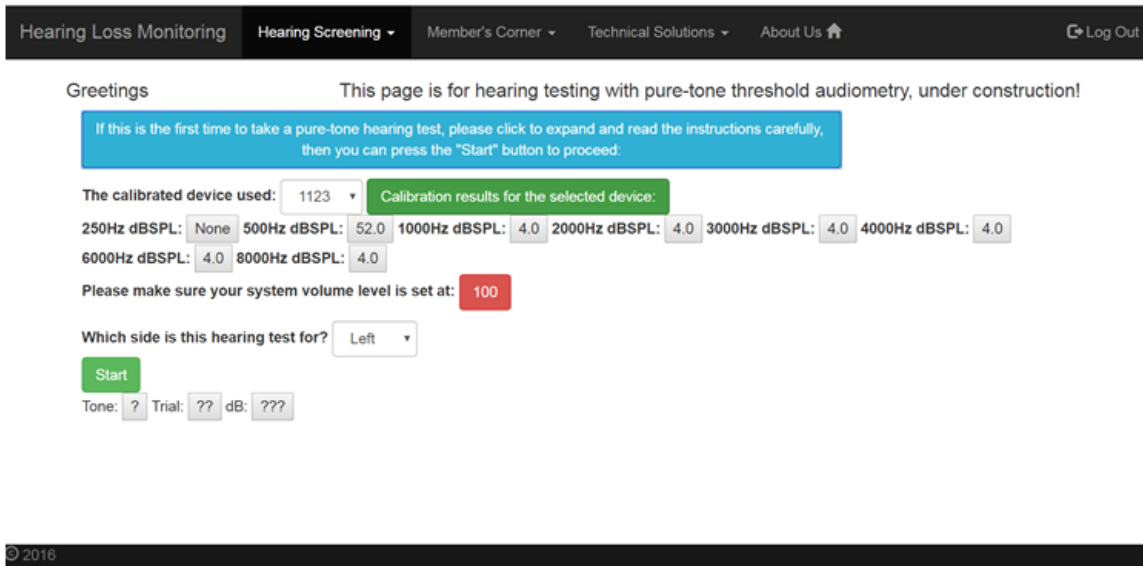 Hearing Loss Monitoring Hearing Screening Member's Corner Technical Solutions About Us Log Out
Greetings This page is for hearing testing with pure-tone threshold audiometry, under construction!
If this is the first time to take a pure-tone hearing test, please click to expand and read the instructions carefully,
then you can press the "Start" button to proceed:
The calibrated device used: 1123 Calibration results for the selected device:
250Hz dBSPL: None 500Hz dBSPL: 52.0 1000Hz dBSPL: 4.0 2000Hz dBSPL: 4.0 3000Hz dBSPL: 4.0 4000Hz dBSPL: 4.0
6000Hz dBSPL: 4.0 8000Hz dBSPL: 4.0
Please make sure your system volume level is set at: 100
Which side is this hearing test for? Left
Start
Tone: ? Trial: ?? dB: ???
© 2016